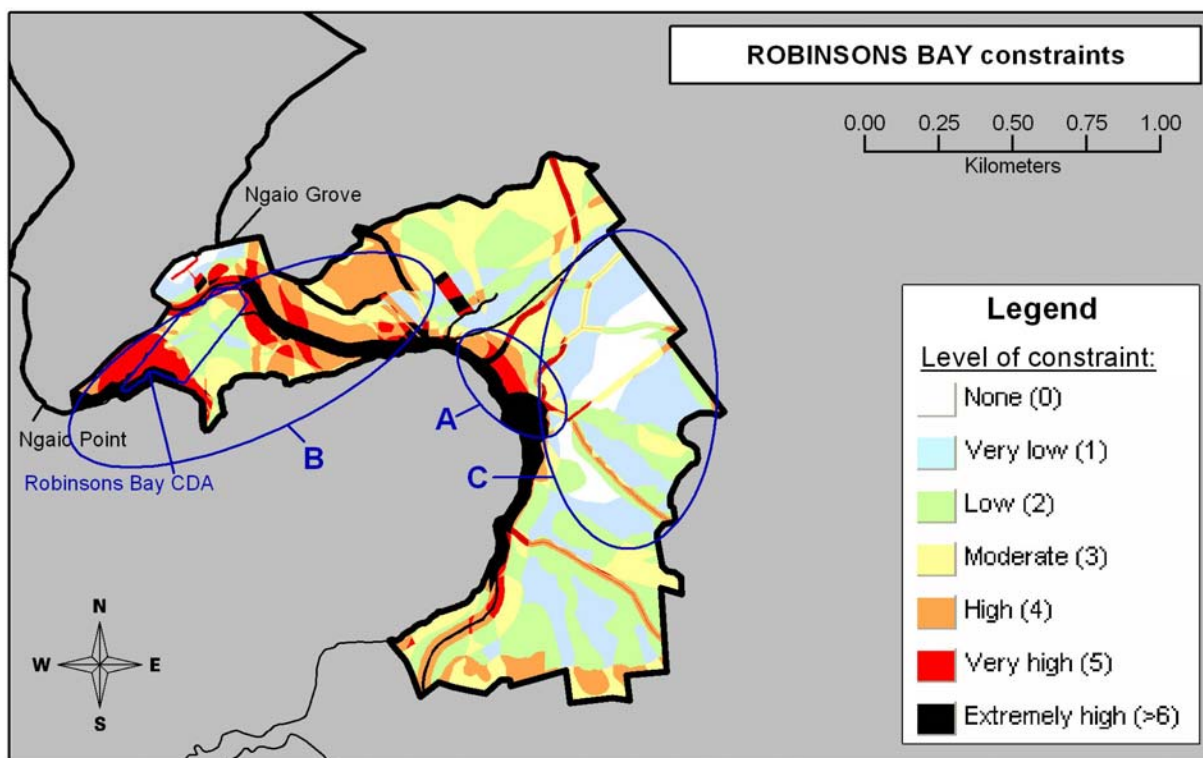 ROBINSONS BAY constraints
0.00 0.25 0.50 0.75 1.00
Kilometers
Ngaio Grove
Ngaio Point
Robinsons Bay CDA
A
B
C
N
W E
S
Legend
Level of constraint:
None (0)
Very low (1)
Low (2)
Moderate (3)
High (4)
Very high (5)
Extremely high (>6)